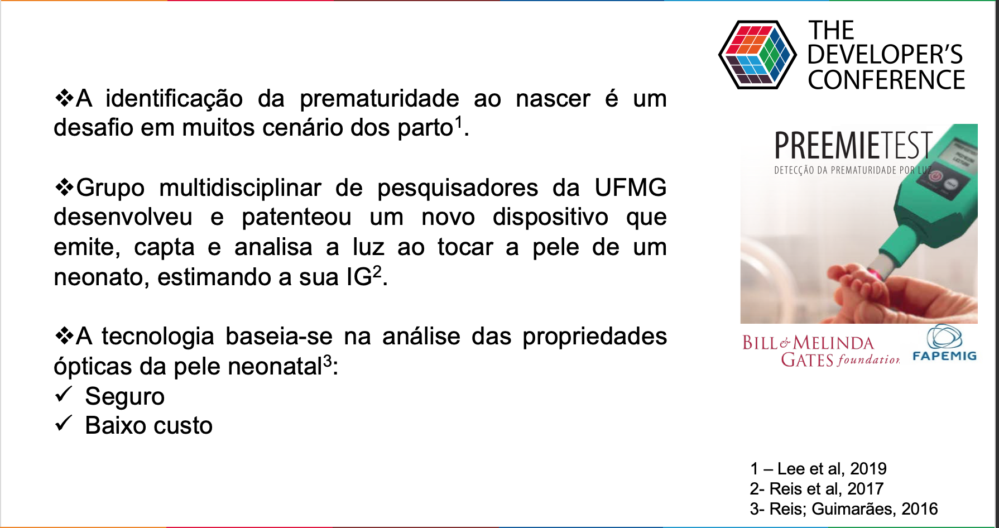 THE
DEVELOPER’S
CONFERENCE
❖A identificação da prematuridade ao nascer é um
desafio em muitos cenário dos parto¹.
❖Grupo multidisciplinar de pesquisadores da UFMG
desenvolveu e patenteou um novo dispositivo que
emite, capta e analisa a luz ao tocar a pele de um
neonato, estimando a sua IG².
❖A tecnologia baseia-se na análise das propriedades
ópticas da pele neonatal³:
✓ Seguro
✓ Baixo custo
PREEMIETEST
DETECÇÃO DA PREMATURIDADE POR LUZ
BILL & MELINDA
GATES foundation
FAPEMIG
1 – Lee et al, 2019
2- Reis et al, 2017
3- Reis; Guimarães, 2016